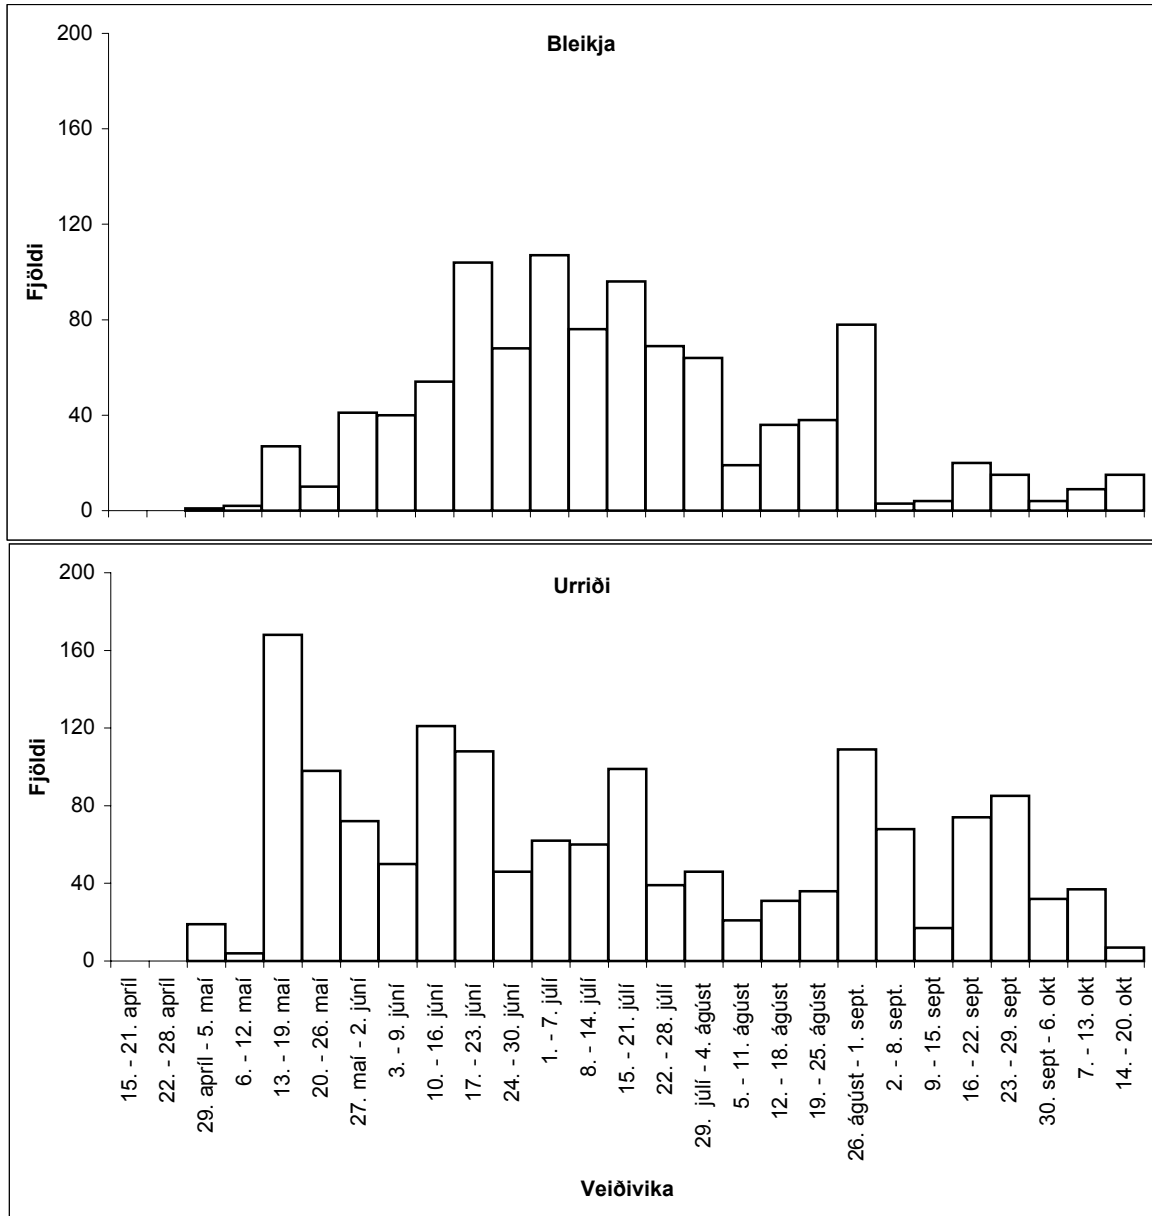 Bleikja
200
160
120
80
40
0
Fjöldi
Urriði
200
160
120
80
40
0
Fjöldi
15. - 21. apríl
22. - 28. apríl
29. apríl - 5. maí
6. - 12. maí
13. - 19. maí
20. - 26. maí
27. maí - 2. júní
3. - 9. júní
10. - 16. júní
17. - 23. júní
24. - 30. júní
1. - 7. júlí
8. - 14. júlí
15. - 21. júlí
22. - 28. júlí
29. júlí - 4. ágúst
5. - 11. ágúst
12. - 18. ágúst
19. - 25. ágúst
26. ágúst - 1. sept.
2. - 8. sept.
9. - 15. sept
16. - 22. sept
23. - 29. sept
30. sept - 6. okt
7. - 13. okt
14. - 20. okt
Veiðivika